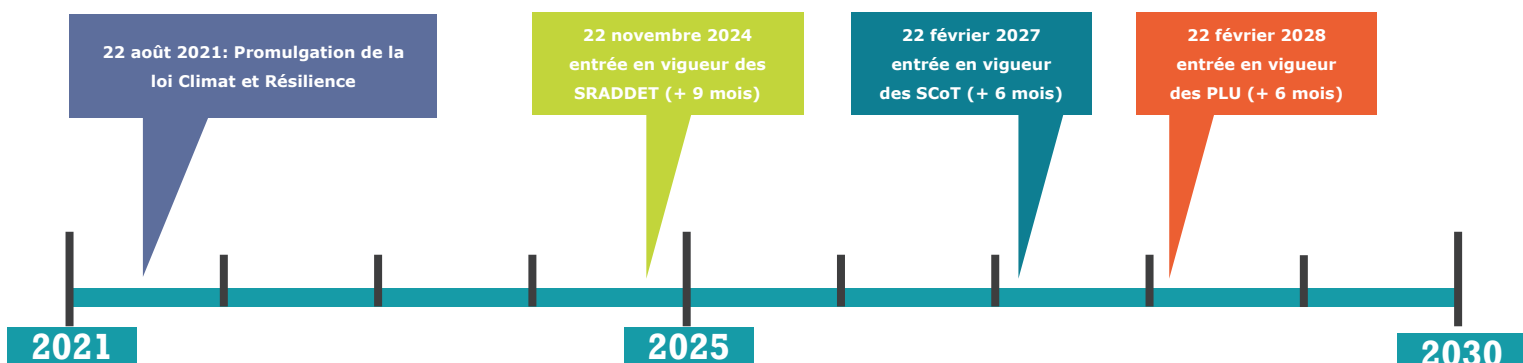 22 août 2021: Promulgation de la
loi Climat et Résilience
22 novembre 2024
entrée en vigueur des
SRADDET (+ 9 mois)
22 février 2027
entrée en vigueur
des SCoT (+ 6 mois)
22 février 2028
entrée en vigueur
des PLU (+ 6 mois)
2021
2025
2030